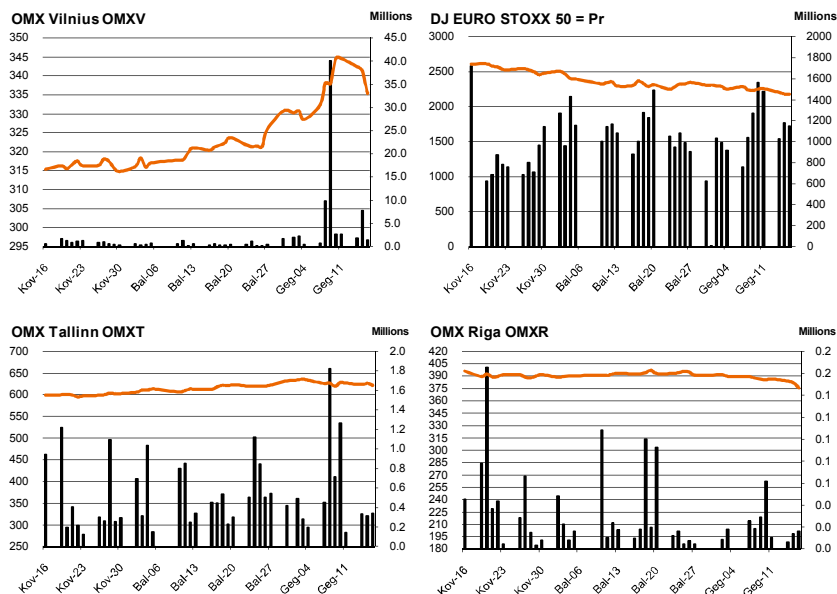 OMX Vilnius OMXV
Millions
350
345
340
335
330
325
320
315
310
305
300
295
45.0
40.0
35.0
30.0
25.0
20.0
15.0
10.0
5.0
0.0
Kov-16
Kov-23
Kov-30
Bal-06
Bal-13
Bal-20
Bal-27
Geg-04
Geg-11
DJ EURO STOXX 50 = Pr
Millions
3000
2500
2000
1500
1000
500
0
2000
1800
1600
1400
1200
1000
800
600
400
200
0
Kov-16
Kov-23
Kov-30
Bal-06
Bal-13
Bal-20
Bal-27
Geg-04
Geg-11
OMX Tallinn OMXT
Millions
700
650
600
550
500
450
400
350
300
250
2.0
1.8
1.6
1.4
1.2
1.0
0.8
0.6
0.4
0.2
0.0
Kov-16
Kov-23
Kov-30
Bal-06
Bal-13
Bal-20
Bal-27
Geg-04
Geg-11
OMX Riga OMXR
Millions
420
405
390
375
360
345
330
315
300
285
270
255
240
225
210
195
180
0.2
0.2
0.1
0.1
0.1
0.1
0.1
0.0
0.0
0.0
Kov-16
Kov-23
Kov-30
Bal-06
Bal-13
Bal-20
Bal-27
Geg-04
Geg-11